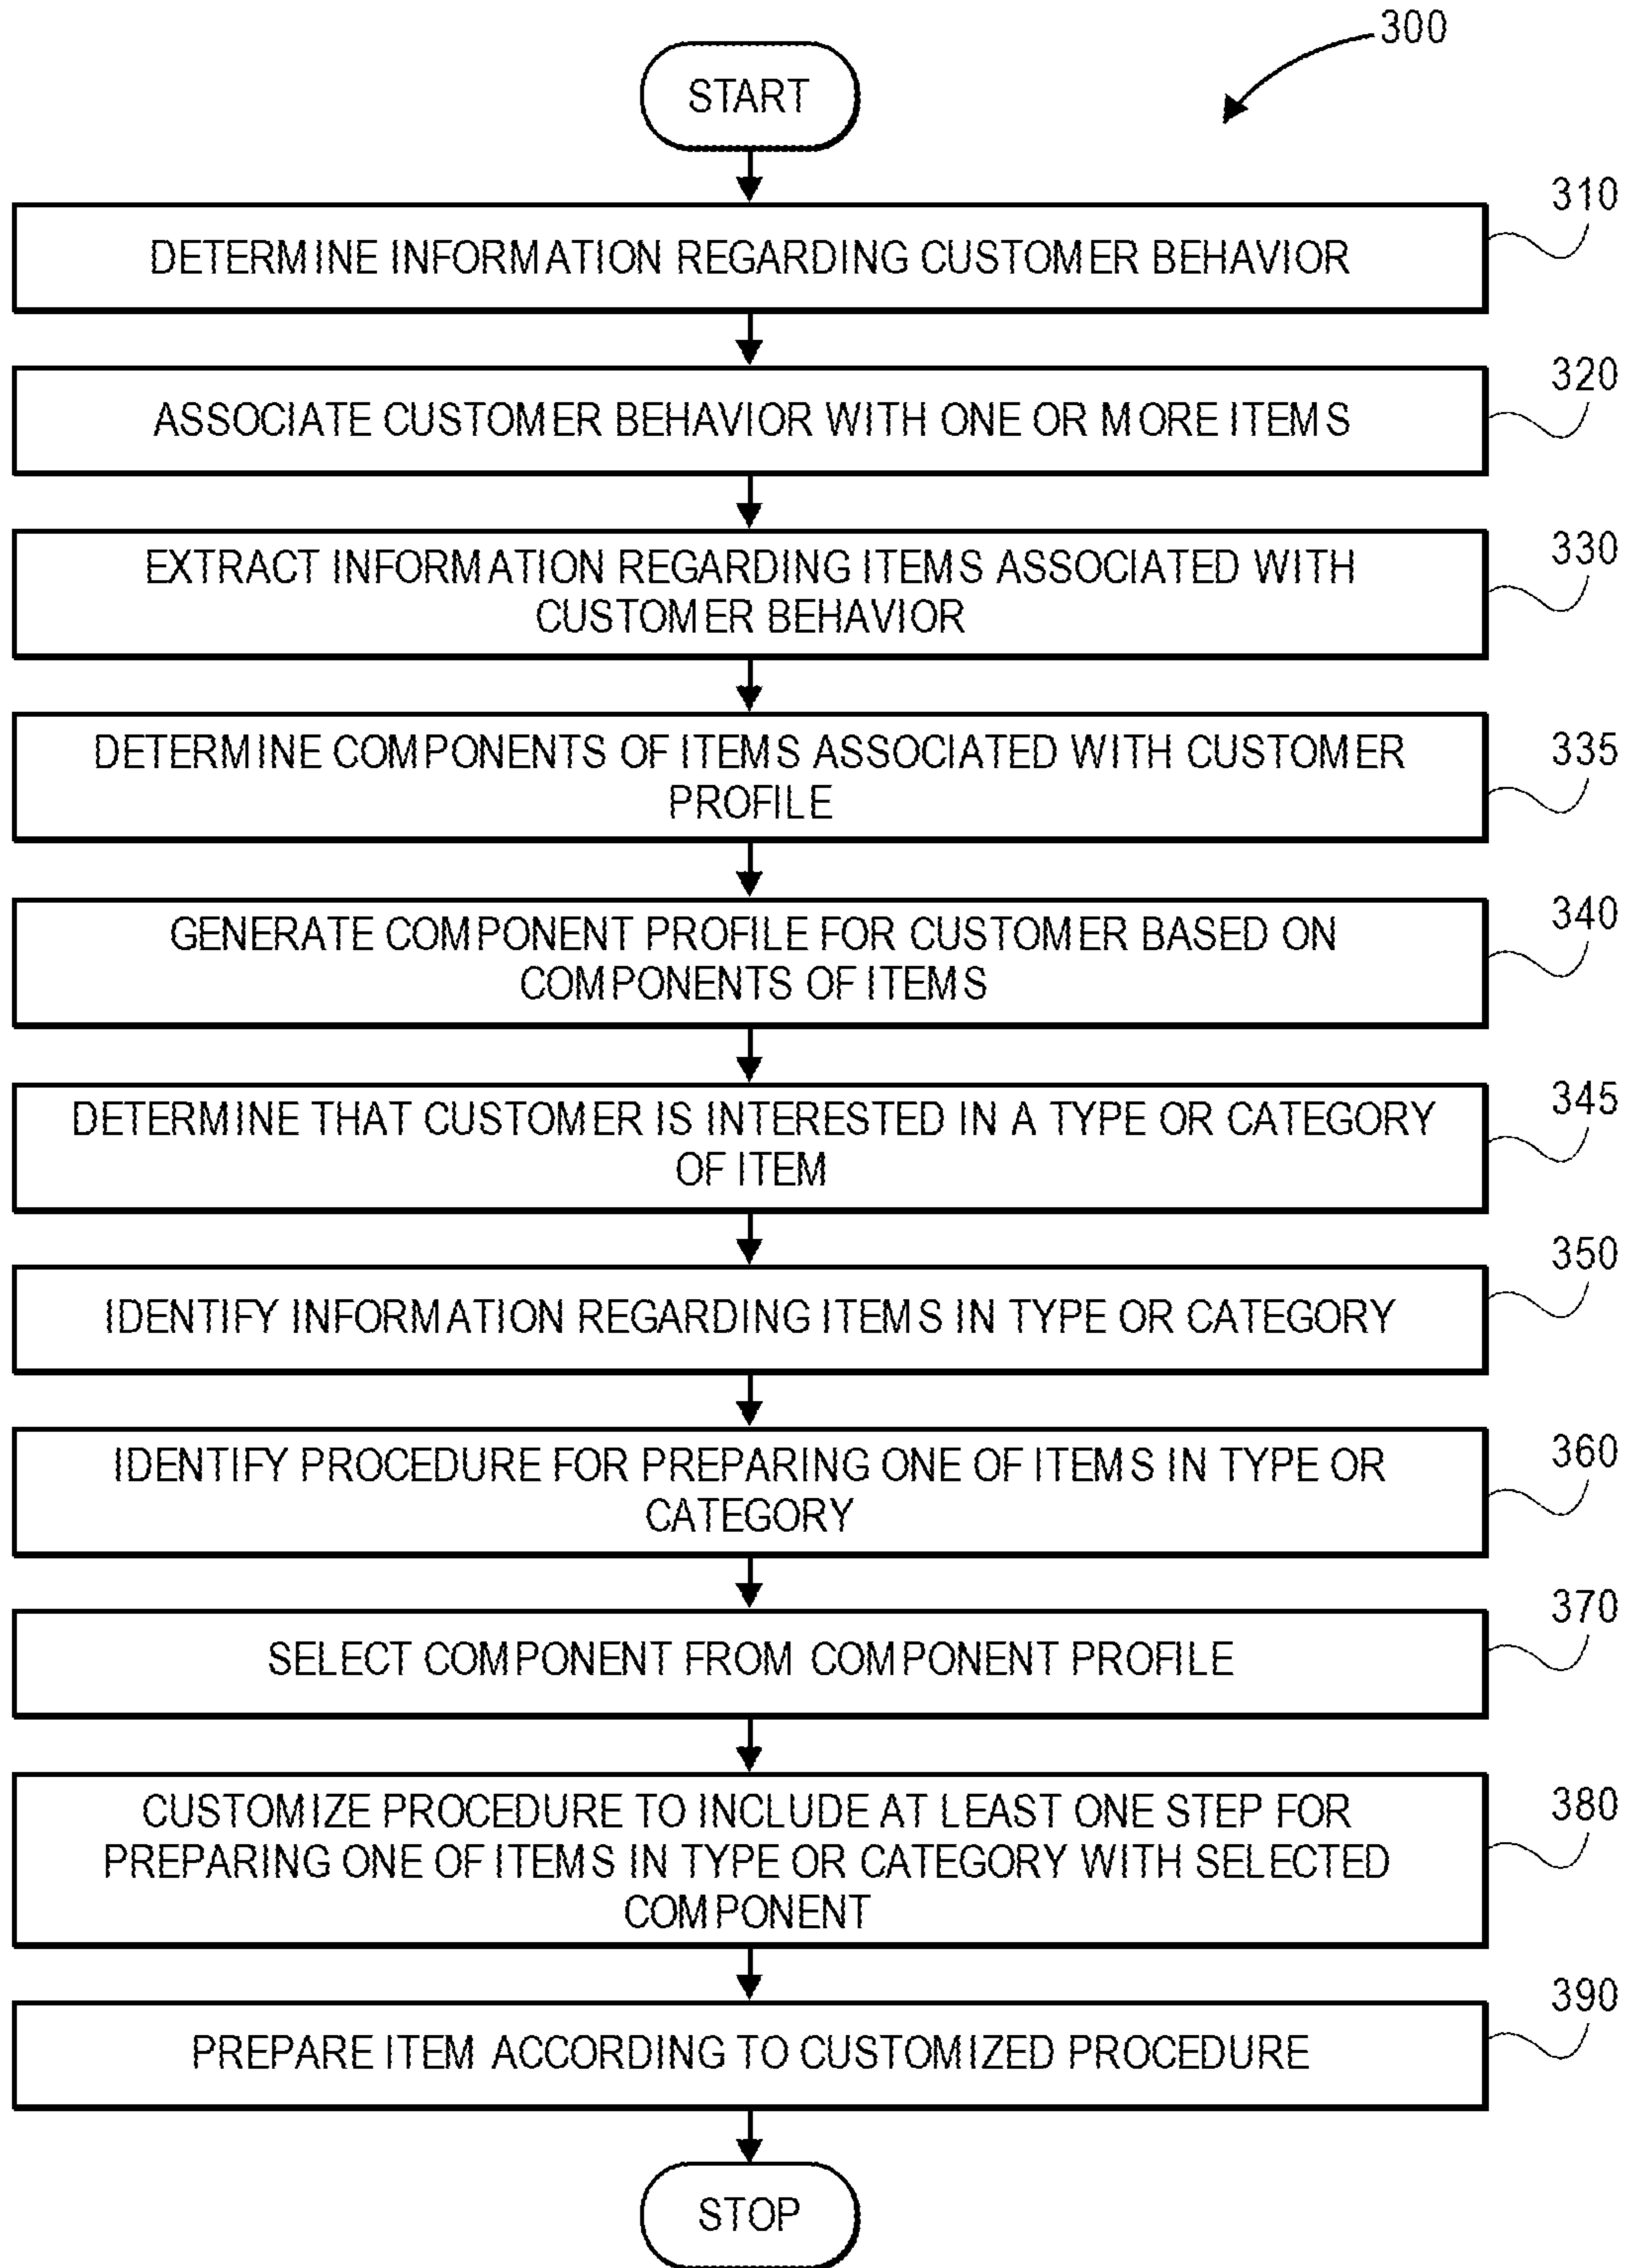 300
START
310
DETERMINE INFORMATION REGARDING CUSTOMER BEHAVIOR
320
ASSOCIATE CUSTOMER BEHAVIOR WITH ONE OR MORE ITEMS
330
EXTRACT INFORMATION REGARDING ITEMS ASSOCIATED WITH
CUSTOMER BEHAVIOR
335
DETERMINE COMPONENTS OF ITEMS ASSOCIATED WITH CUSTOMER
PROFILE
340
GENERATE COMPONENT PROFILE FOR CUSTOMER BASED ON
COMPONENTS OF ITEMS
345
DETERMINE THAT CUSTOMER IS INTERESTED IN A TYPE OR CATEGORY
OF ITEM
350
IDENTIFY INFORMATION REGARDING ITEMS IN TYPE OR CATEGORY
360
IDENTIFY PROCEDURE FOR PREPARING ONE OF ITEMS IN TYPE OR
CATEGORY
370
SELECT COMPONENT FROM COMPONENT PROFILE
380
CUSTOMIZE PROCEDURE TO INCLUDE AT LEAST ONE STEP FOR
PREPARING ONE OF ITEMS IN TYPE OR CATEGORY WITH SELECTED
COMPONENT
390
PREPARE ITEM ACCORDING TO CUSTOMIZED PROCEDURE
STOP